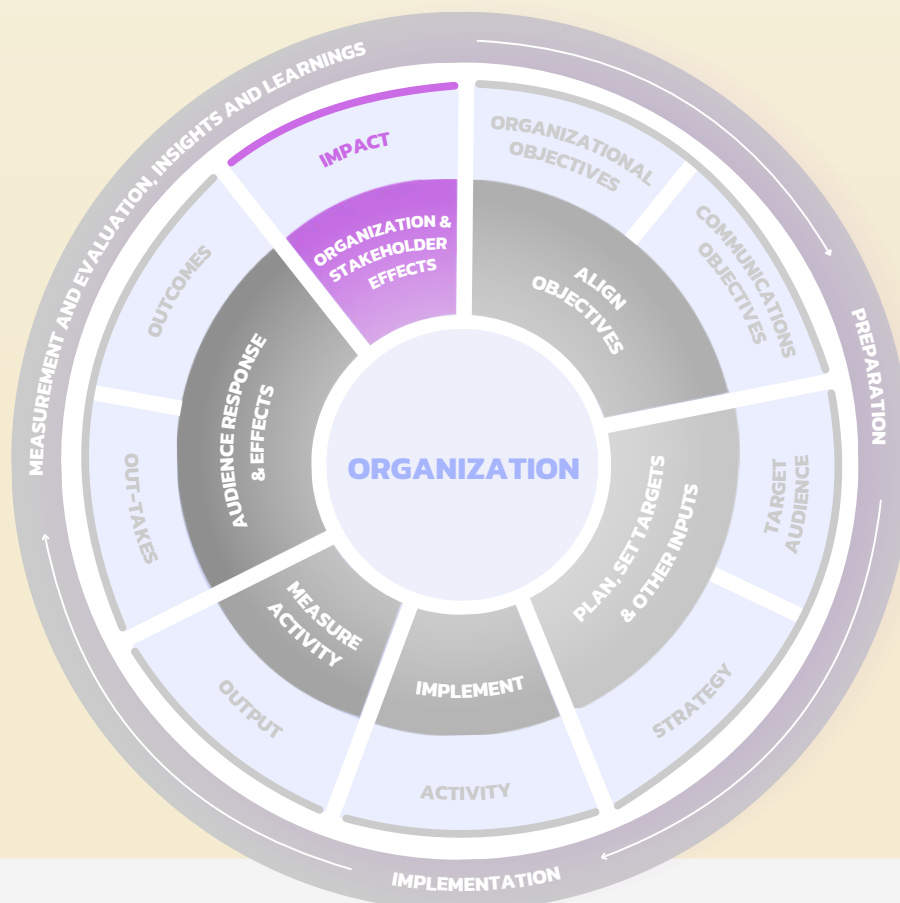 MEASUREMENT AND EVALUATION, INSIGHTS AND LEARNINGS
PREPARATION
IMPLEMENTATION
IMPACT
ORGANIZATION &
STAKEHOLDER
EFFECTS
ORGANIZATIONAL
OBJECTIVES
COMMUNICATIONS
OBJECTIVES
ALIGN
OBJECTIVES
TARGET
AUDIENCE
STRATEGY
PLAN, SET TARGETS
& OTHER INPUTS
ACTIVITY
IMPLEMENT
OUTPUT
MEASURE
ACTIVITY
OUT-TAKES
OUTCOMES
AUDIENCE RESPONSE
& EFFECTS
ORGANIZATION